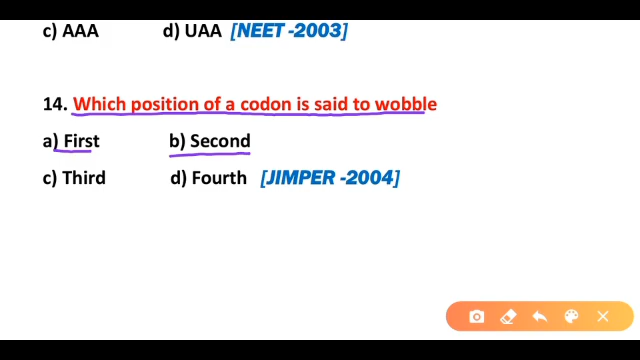 c) AAA d) UAA [NEET -2003]
14. Which position of a codon is said to wobble
a) First b) Second
c) Third d) Fourth [JIMPER -2004]